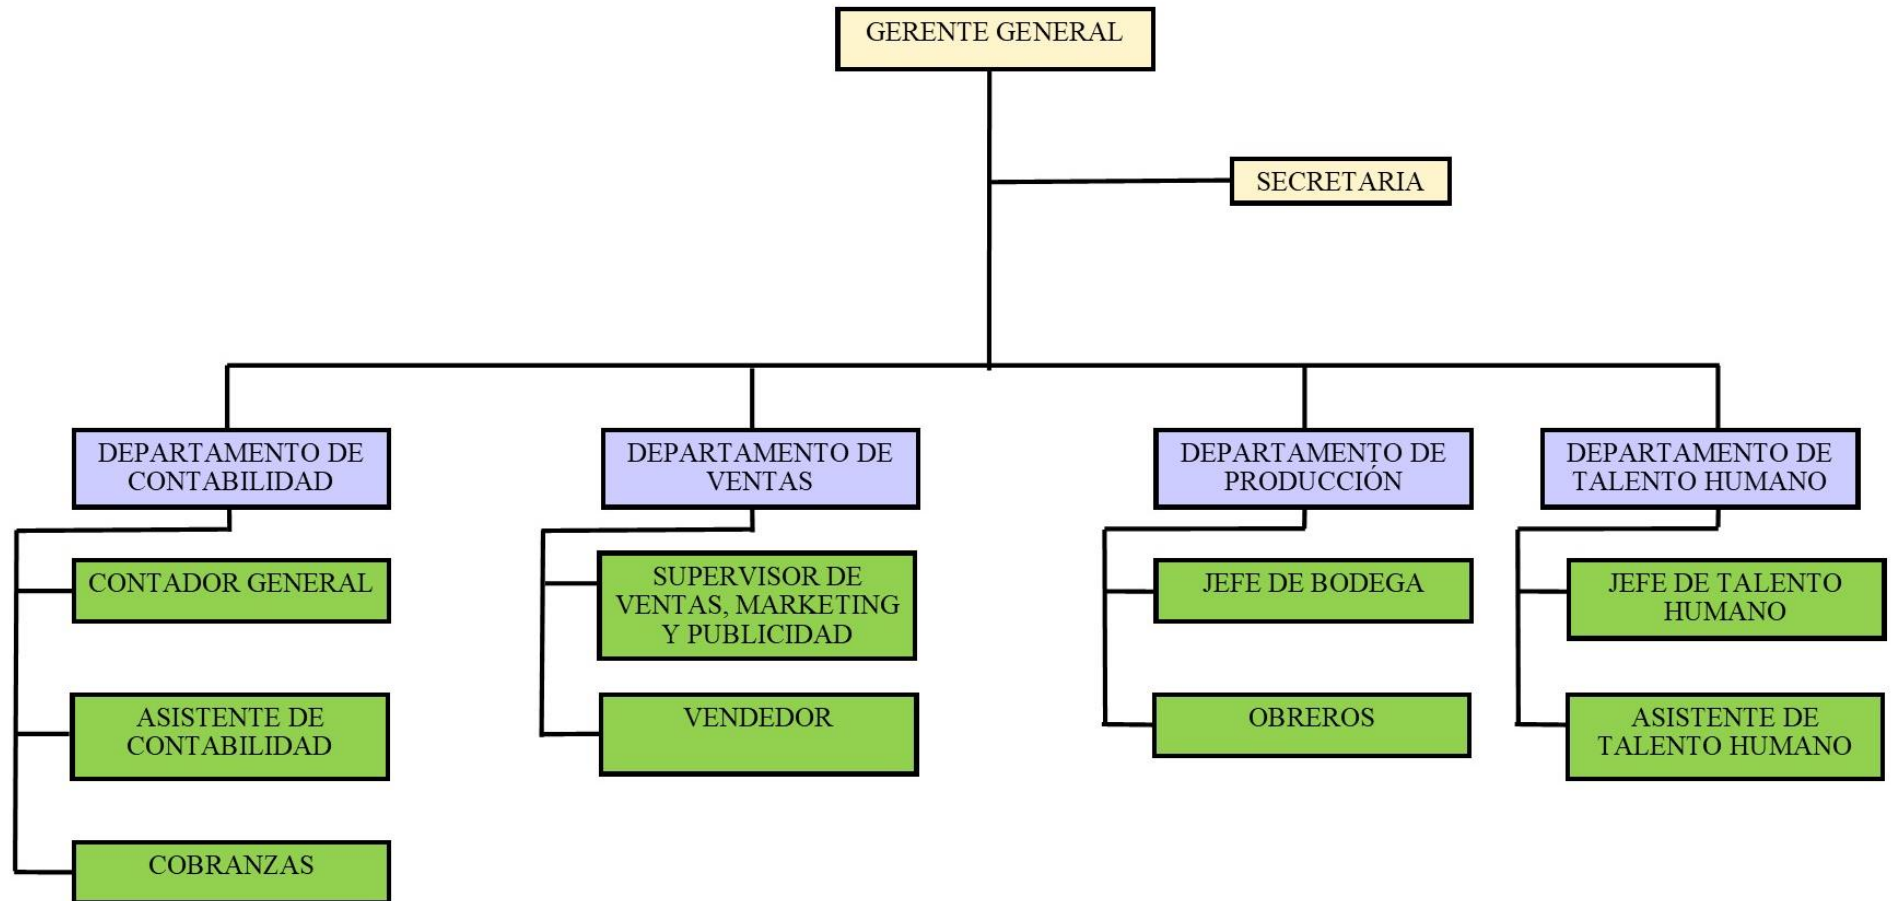 GERENTE GENERAL
SECRETARIA
DEPARTAMENTO DE
CONTABILIDAD
DEPARTAMENTO DE
VENTAS
DEPARTAMENTO DE
PRODUCCIÓN
DEPARTAMENTO DE
TALENTO HUMANO
CONTADOR GENERAL
ASISTENTE DE
CONTABILIDAD
COBRANZAS
SUPERVISOR DE
VENTAS, MARKETING
Y PUBLICIDAD
VENDEDOR
JEFE DE BODEGA
OBREROS
JEFE DE TALENTO
HUMANO
ASISTENTE DE
TALENTO HUMANO